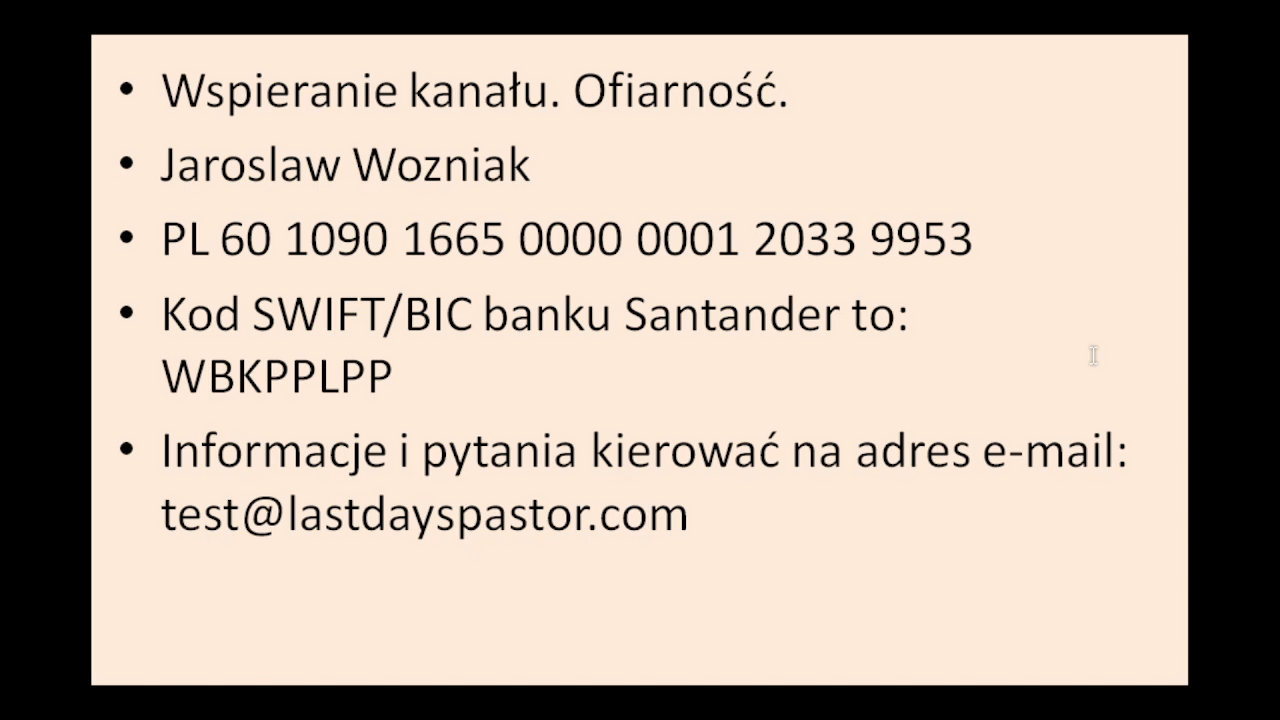 • Wspieranie kanału. Ofiarność.
• Jaroslaw Wozniak
• PL 60 1090 1665 0000 0001 2033 9953
• Kod SWIFT/BIC banku Santander to:
WBKPPLPP
• Informacje i pytania kierować na adres e-mail:
test@lastdayspastor.com